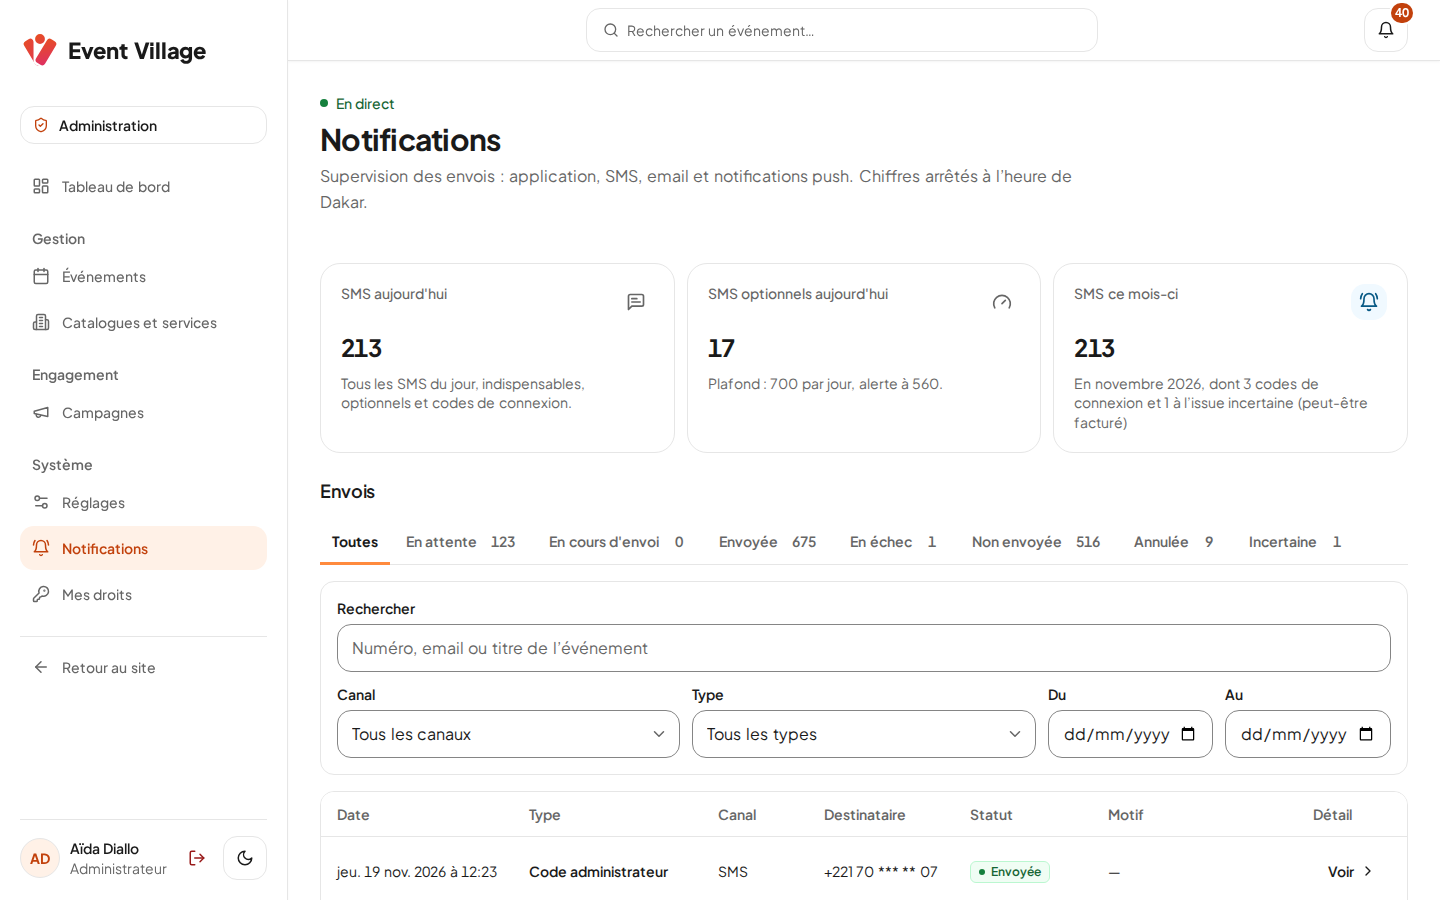 Event Village
Rechercher un événement…
40
Administration
Tableau de bord
Gestion
Événements
Catalogues et services
Engagement
Campagnes
Système
Réglages
Notifications
Mes droits
Retour au site
AD
Aïda Diallo
Administrateur
En direct
Notifications
Supervision des envois : application, SMS, email et notifications push. Chiffres arrêtés à l’heure de
Dakar.
SMS aujourd'hui
213
Tous les SMS du jour, indispensables,
optionnels et codes de connexion.
SMS optionnels aujourd'hui
17
Plafond : 700 par jour, alerte à 560.
SMS ce mois-ci
213
En novembre 2026, dont 3 codes de
connexion et 1 à l’issue incertaine (peut-être
facturé)
Envois
Toutes En attente 123 En cours d'envoi 0 Envoyée 675 En échec 1 Non envoyée 516 Annulée 9 Incertaine 1
Rechercher
Numéro, email ou titre de l’événement
Canal Type Du Au
Tous les canaux Tous les types dd/mm/yyyy dd/mm/yyyy
Date Type Canal Destinataire Statut Motif Détail
jeu. 19 nov. 2026 à 12:23 Code administrateur SMS +221 70 *** ** 07 Envoyée — Voir